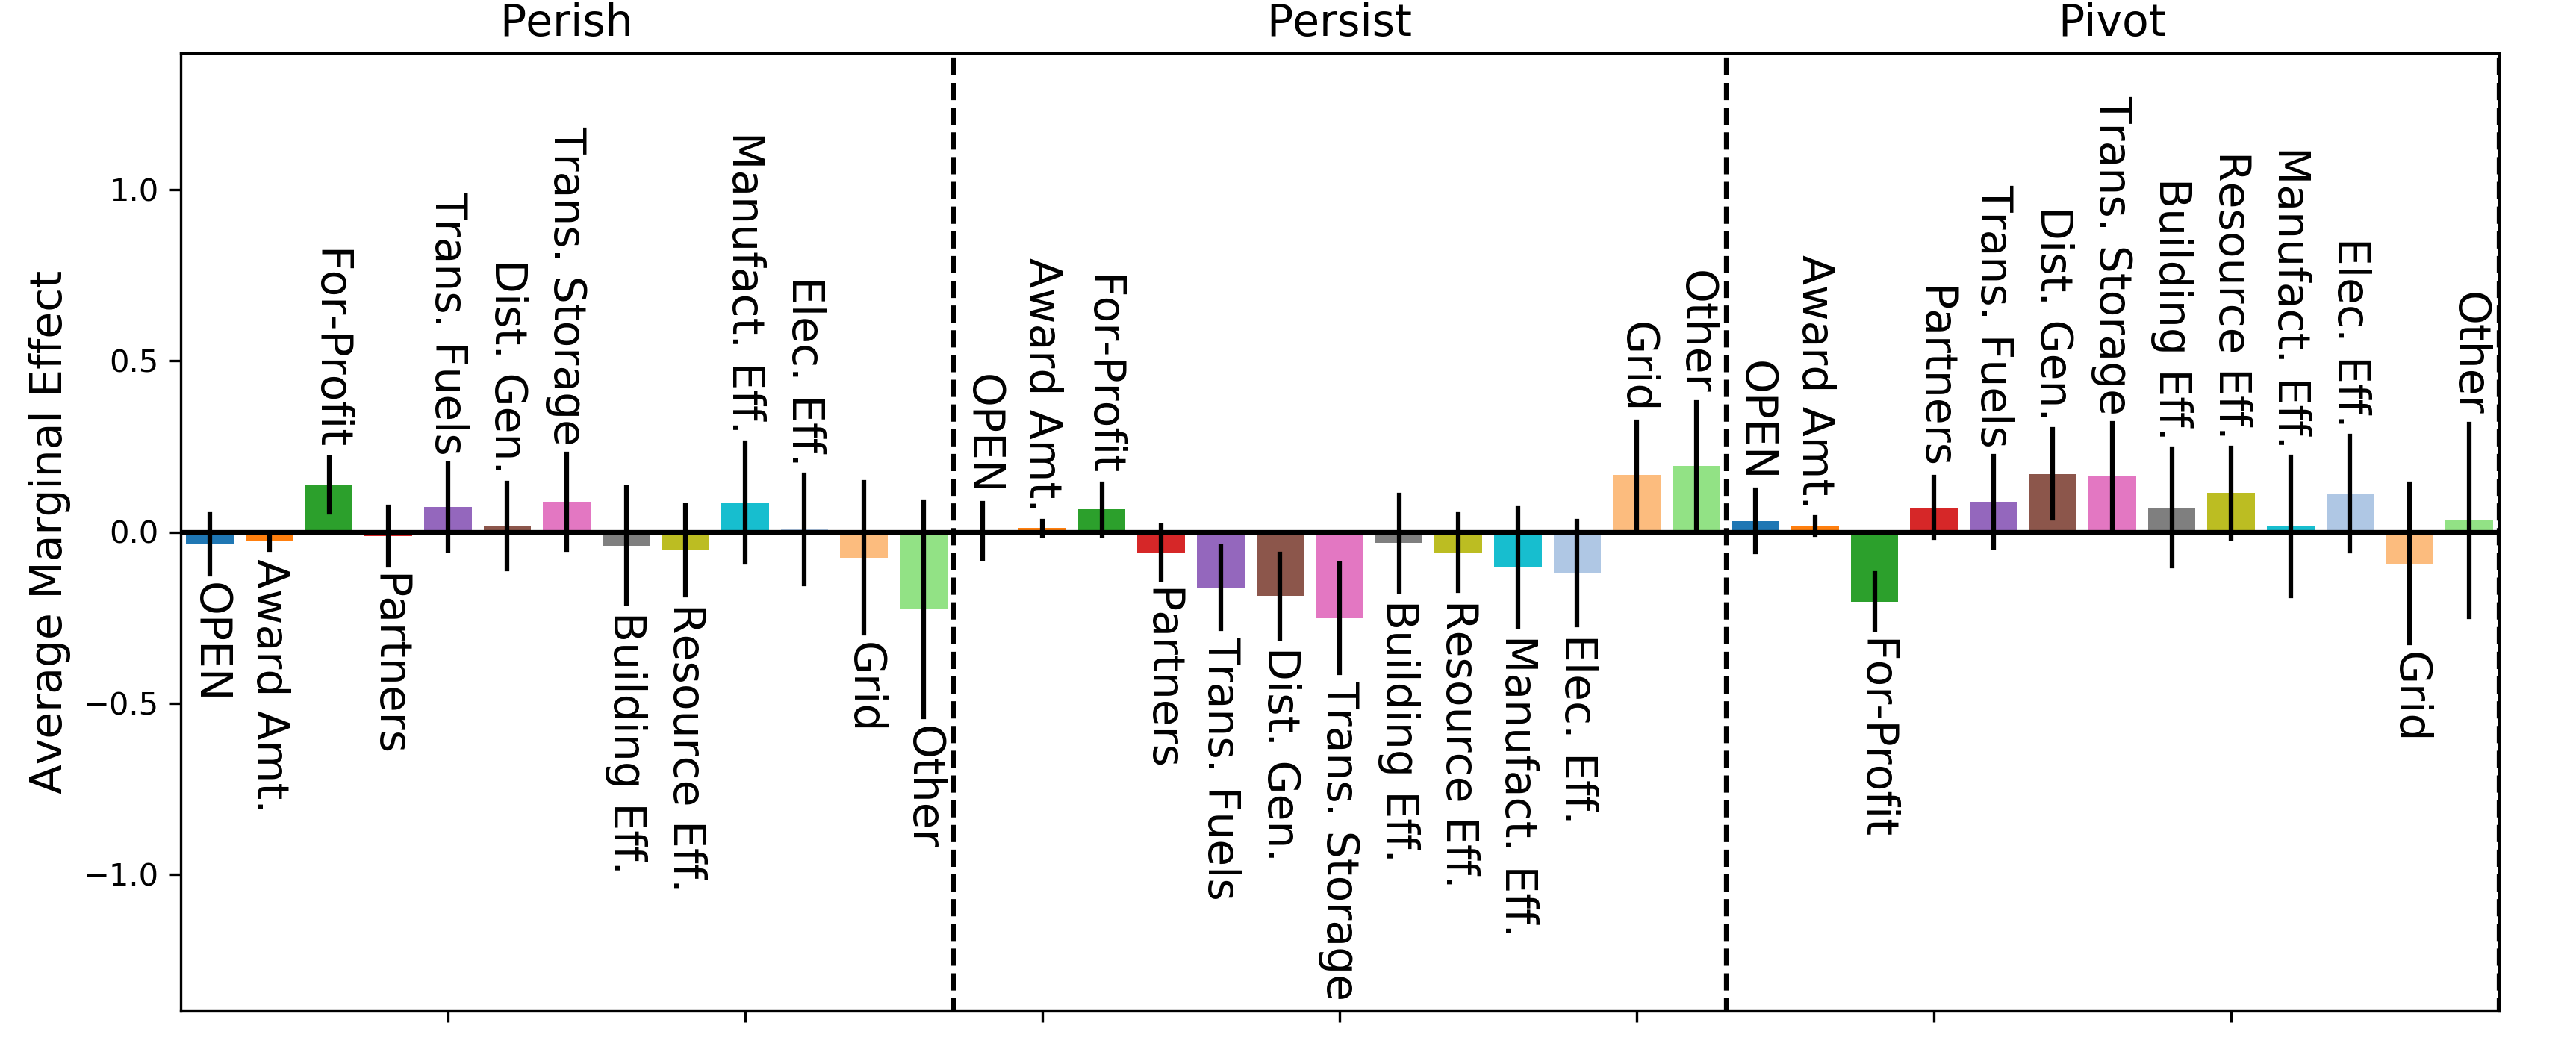 Perish
Persist
Pivot
Average Marginal Effect
1.0
0.5
0.0
−0.5
−1.0
OPEN
Award Amt.
For-Profit
Partners
Trans. Fuels
Dist. Gen.
Trans. Storage
Building Eff.
Resource Eff.
Manufact. Eff.
Elec. Eff.
Grid
Other
OPEN
Award Amt.
For-Profit
Partners
Trans. Fuels
Dist. Gen.
Trans. Storage
Building Eff.
Resource Eff.
Manufact. Eff.
Elec. Eff.
Grid
Other
OPEN
Award Amt.
For-Profit
Partners
Trans. Fuels
Dist. Gen.
Trans. Storage
Building Eff.
Resource Eff.
Manufact. Eff.
Elec. Eff.
Grid
Other